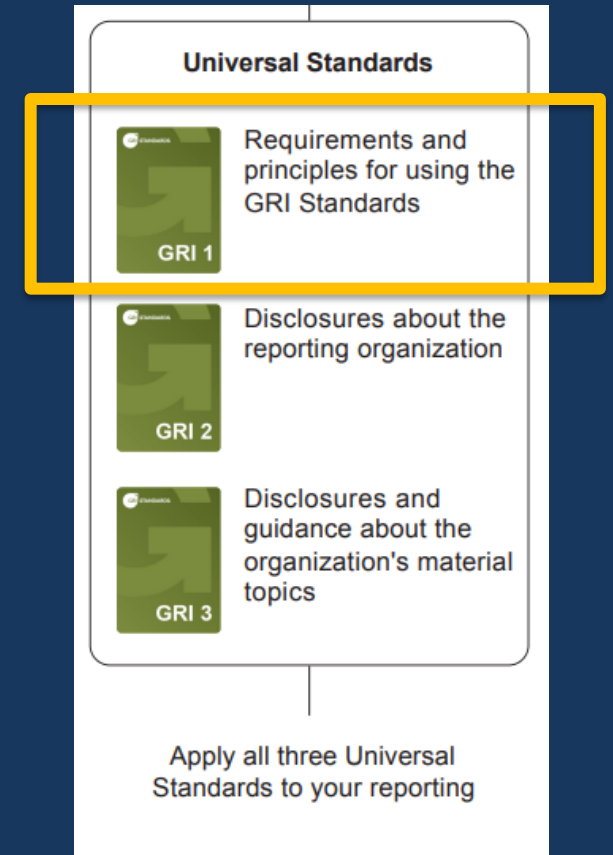 Universal Standards
Requirements and
principles for using the
GRI Standards
GRI 1
Disclosures about the
reporting organization
GRI 2
Disclosures and
guidance about the
organization's material
topics
GRI 3
Apply all three Universal
Standards to your reporting